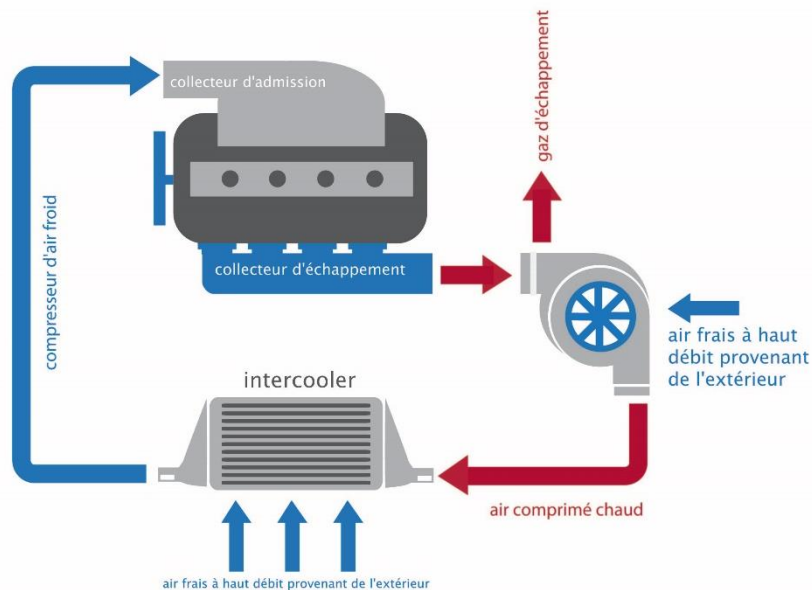 collecteur d'admission
gaz d'échappement
compresseur d'air froid
collecteur d'échappement
air frais à haut
débit provenant
de l'extérieur
intercooler
air comprimé chaud
air frais à haut débit provenant de l'extérieur